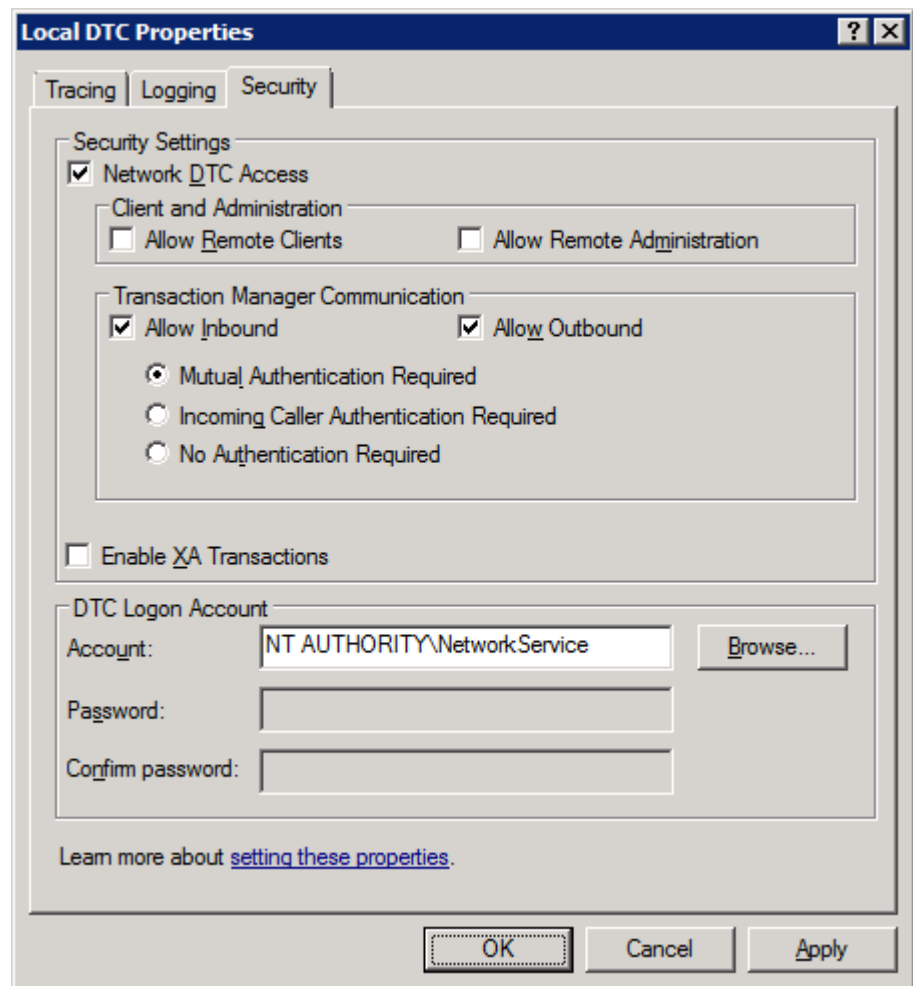 Local DTC Properties
Tracing Logging Security
Security Settings
Network DTC Access
Client and Administration
Allow Remote Clients Allow Remote Administration
Transaction Manager Communication
Allow Inbound Allow Outbound
Mutual Authentication Required
Incoming Caller Authentication Required
No Authentication Required
Enable XA Transactions
DTC Logon Account
Account: NT AUTHORITY\NetworkService Browse...
Password:
Confirm password:
Learn more about setting these properties.
OK Cancel Apply